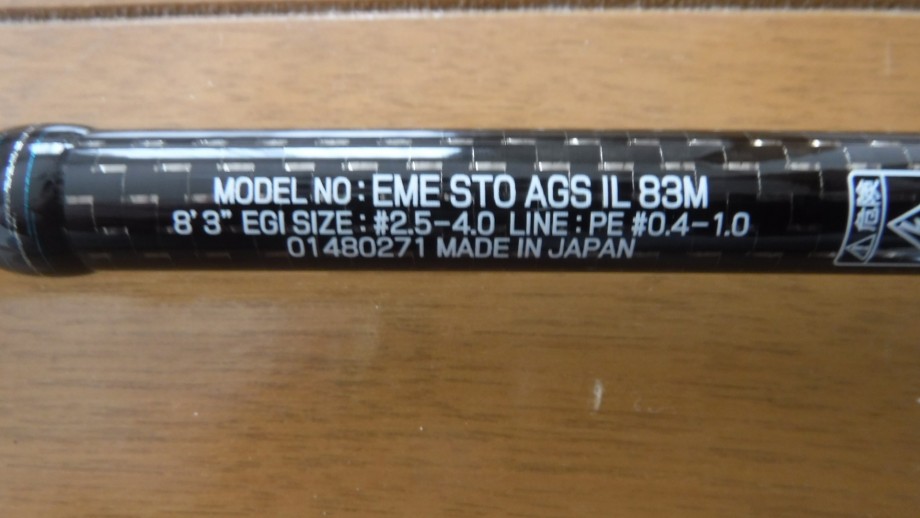 MODEL NO : EME STO AGS IL 83M
8' 3" EGI SIZE : #2.5-4.0 LINE : PE #0.4-1.0
01480271 MADE IN JAPAN
危険